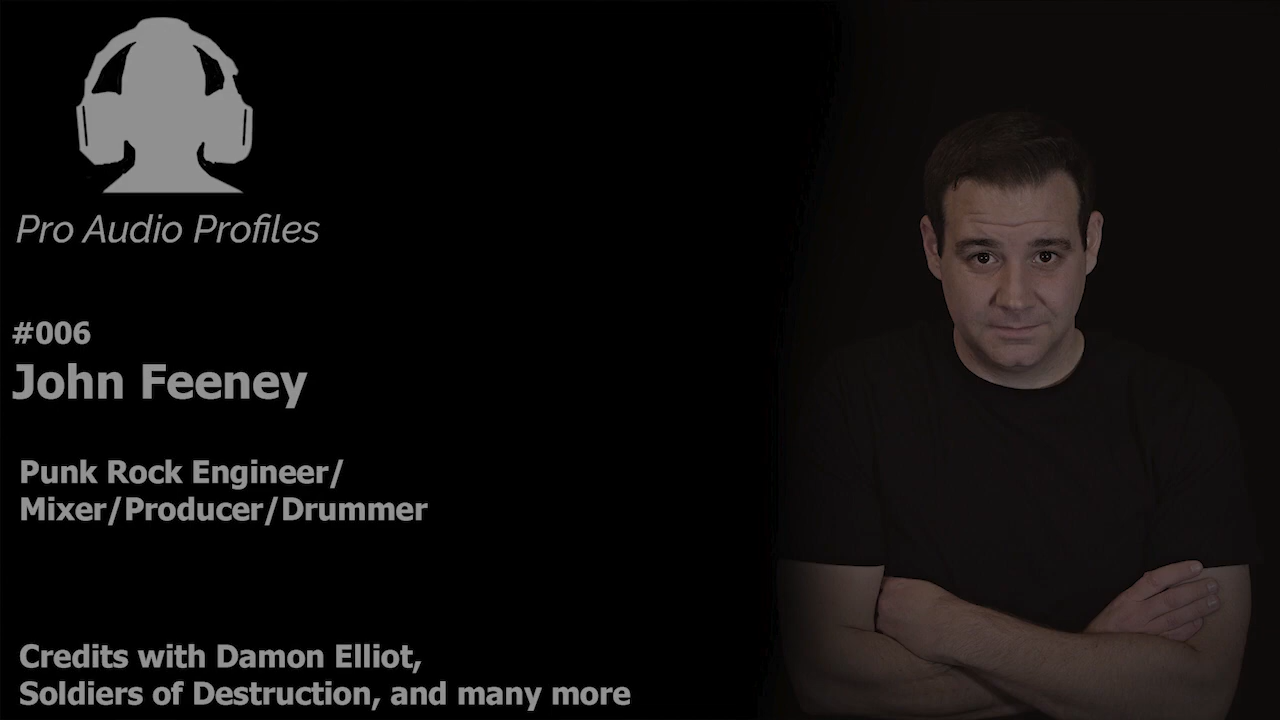 Pro Audio Profiles
#006
John Feeney
Punk Rock Engineer/
Mixer/Producer/Drummer
Credits with Damon Elliot,
Soldiers of Destruction, and many more